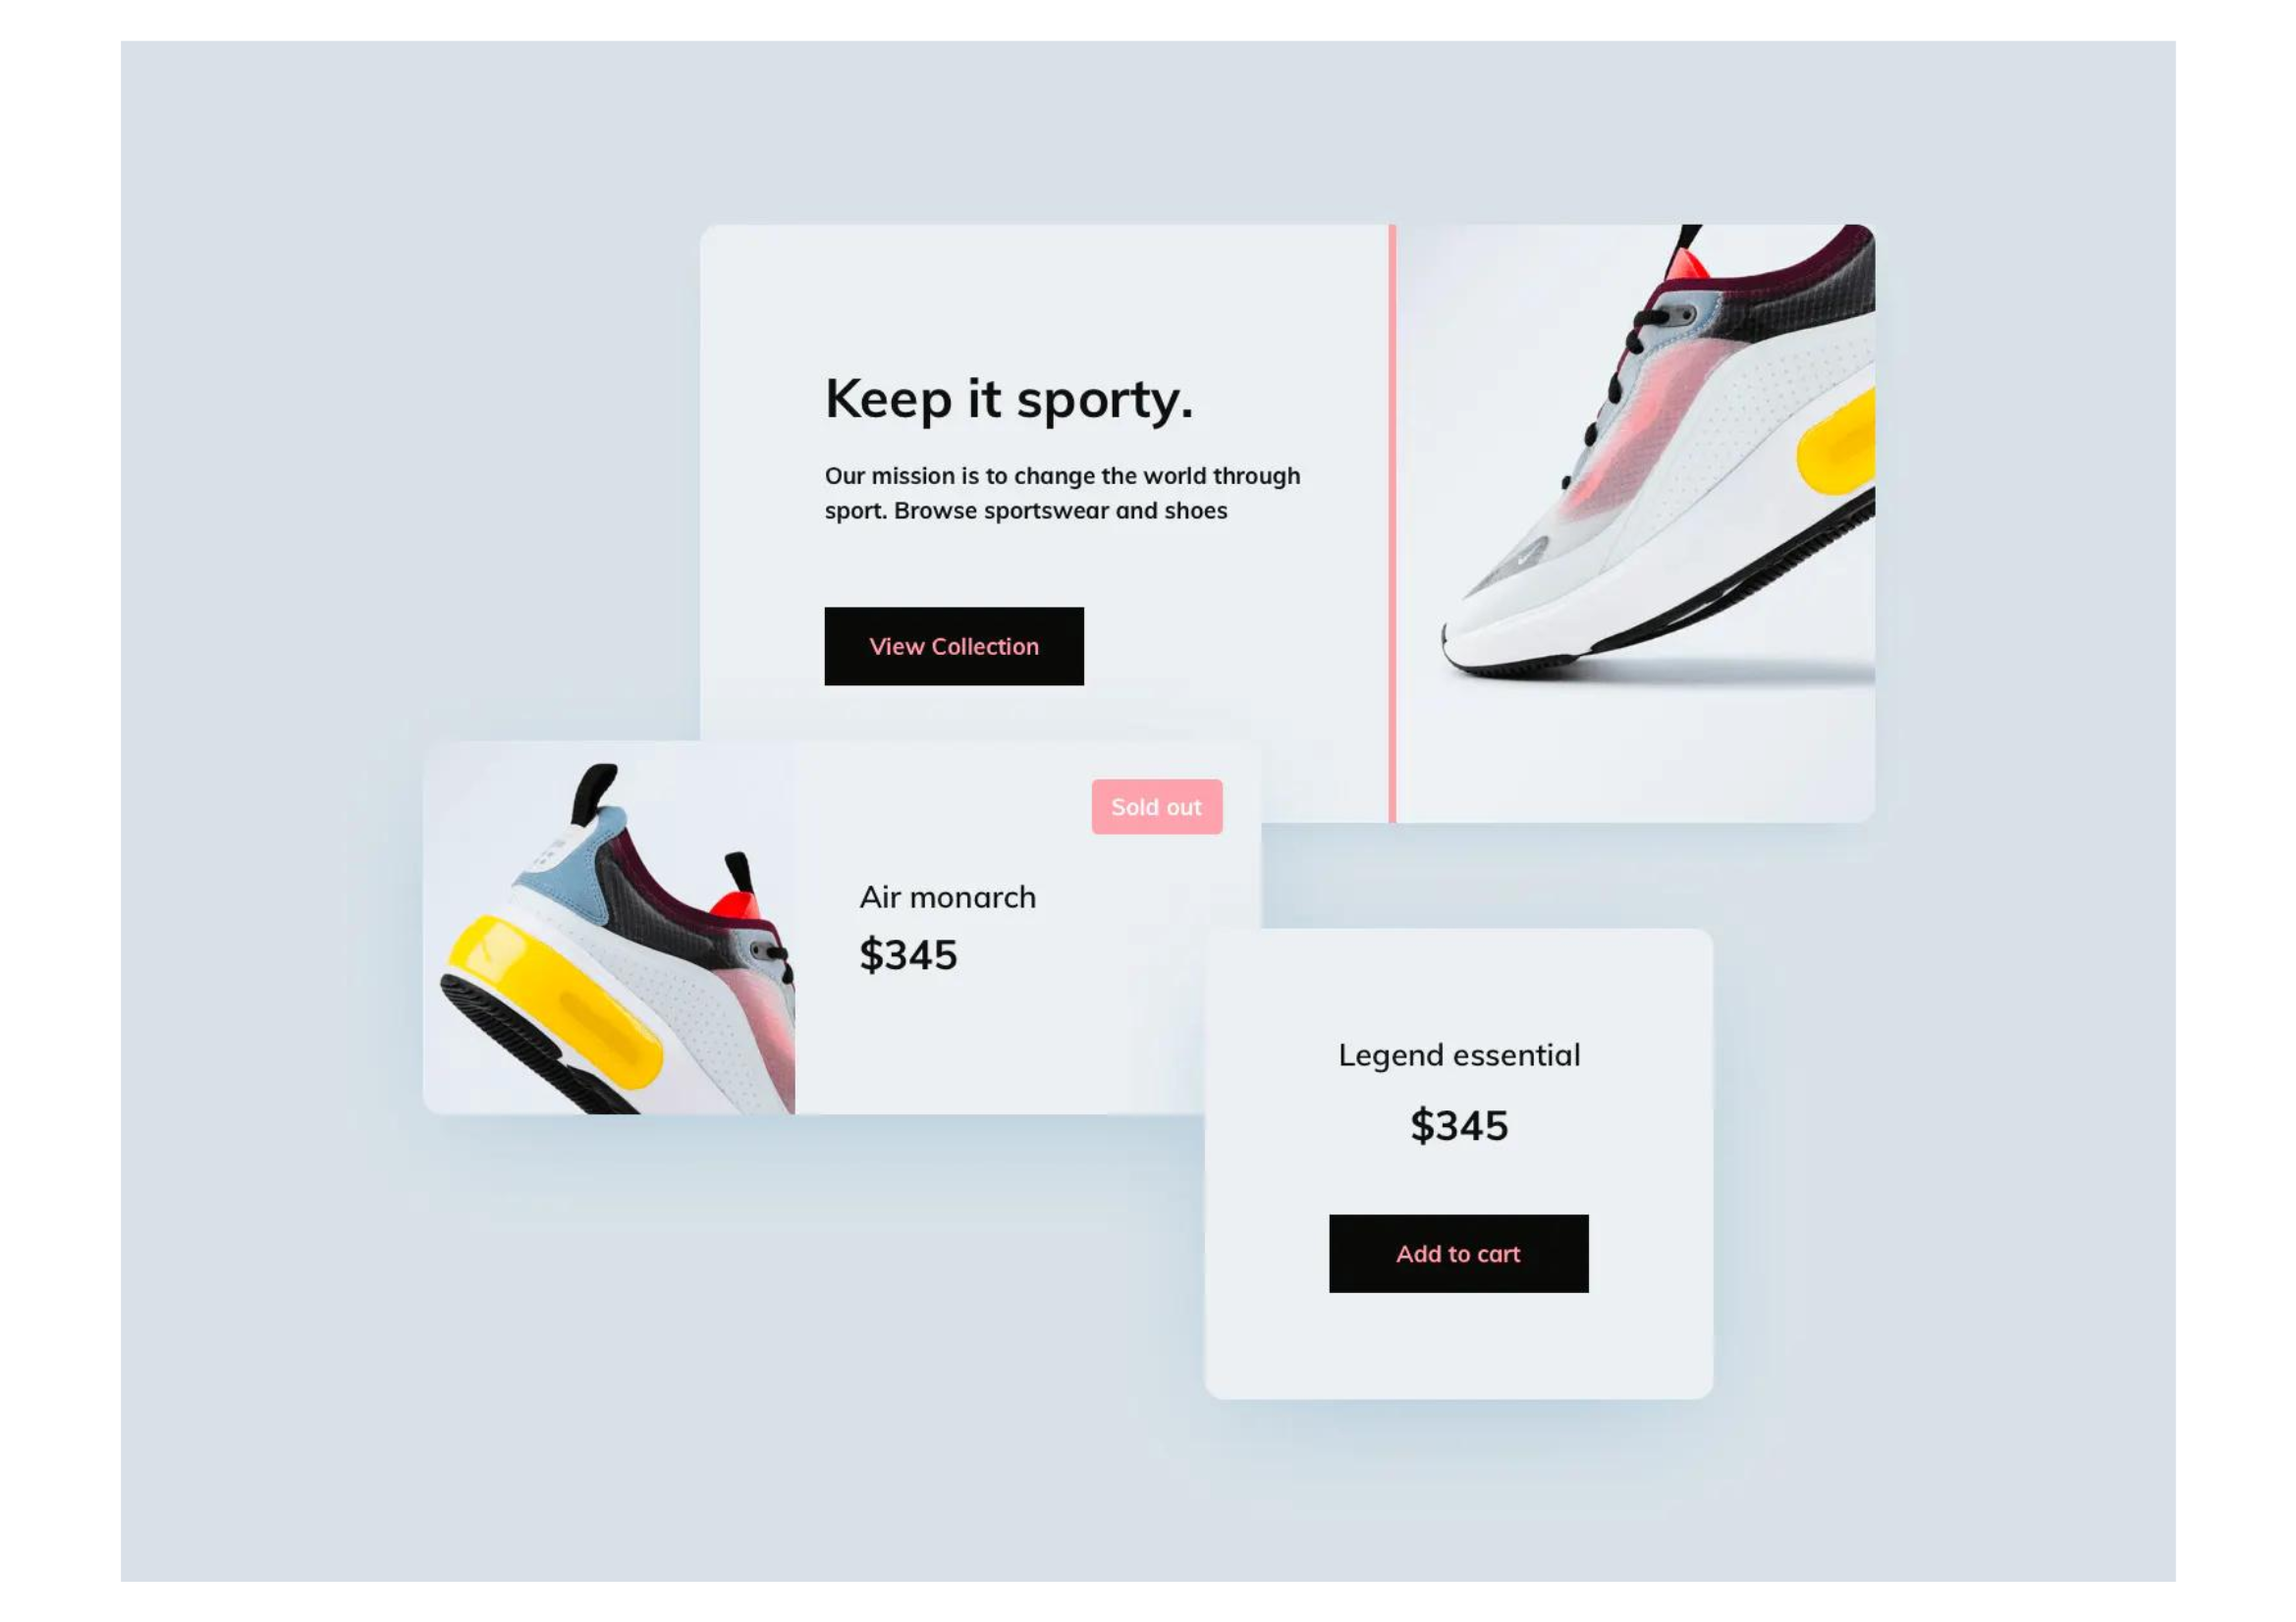 Keep it sporty.
Our mission is to change the world through
sport. Browse sportswear and shoes
View Collection
Sold out
Air monarch
$345
Legend essential
$345
Add to cart